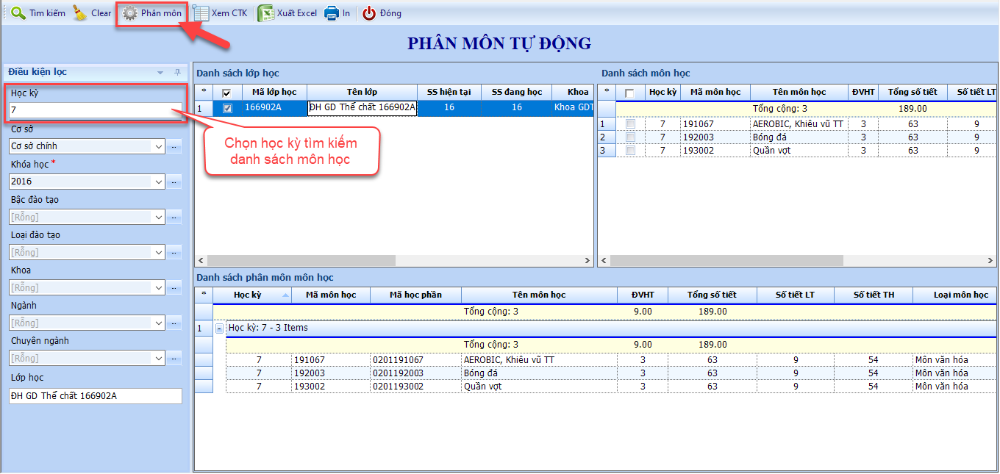 Tìm kiếm Clear Phân môn Xem CTK Xuất Excel In Đóng
PHÂN MÔN TỰ ĐỘNG
Điều kiện lọc
Học kỳ
7
Cơ sở
Cơ sở chính
Khóa học *
2016
Bậc đào tạo
[Rỗng]
Loại đào tạo
[Rỗng]
Khoa
[Rỗng]
Ngành
[Rỗng]
Chuyên ngành
[Rỗng]
Lớp học
ĐH GD Thể chất 166902A
Chọn học kỳ tìm kiếm
danh sách môn học
Danh sách lớp học
* Mã lớp học Tên lớp SS hiện tại SS đang học Khoa
1 166902A ĐH GD Thể chất 166902A 16 16 Khoa GDT
Danh sách môn học
* Học kỳ Mã môn học Tên môn học ĐVHT Tổng số tiết Số tiết LT
Tổng cộng: 3 189.00
1 7 191067 AEROBIC, Khiêu vũ TT 3 63 9
2 7 192003 Bóng đá 3 63 9
3 7 193002 Quần vợt 3 63 9
Danh sách phân môn môn học
* Học kỳ Mã môn học Mã học phần Tên môn học ĐVHT Tổng số tiết Số tiết LT Số tiết TH Loại môn học
Tổng cộng: 3 9.00 189.00
1 Học kỳ: 7 - 3 Items
Tổng cộng: 3 9.00 189.00
7 191067 0201191067 AEROBIC, Khiêu vũ TT 3 63 9 54 Môn văn hóa
7 192003 0201192003 Bóng đá 3 63 9 54 Môn văn hóa
7 193002 0201193002 Quần vợt 3 63 9 54 Môn văn hóa